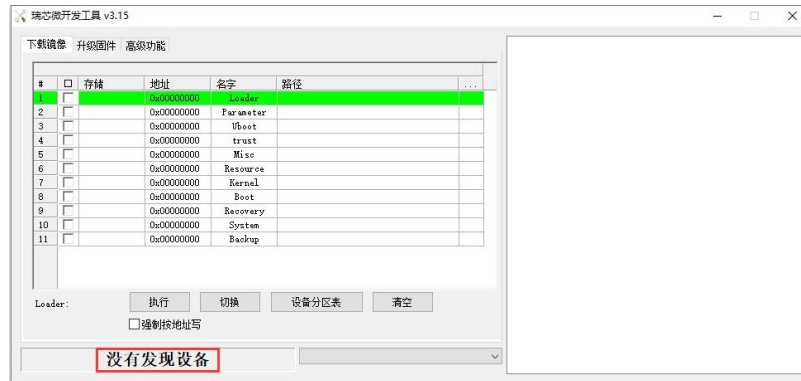 瑞芯微开发工具 v3.15
下载镜像 升级固件 高级功能
# 存储 地址 名字 路径 ...
1 0x00000000 Loader
2 0x00000000 Parameter
3 0x00000000 Uboot
4 0x00000000 trust
5 0x00000000 Misc
6 0x00000000 Resource
7 0x00000000 Kernel
8 0x00000000 Boot
9 0x00000000 Recovery
10 0x00000000 System
11 0x00000000 Backup
Loader: 执行 切换 设备分区表 清空
强制按地址写
没有发现设备